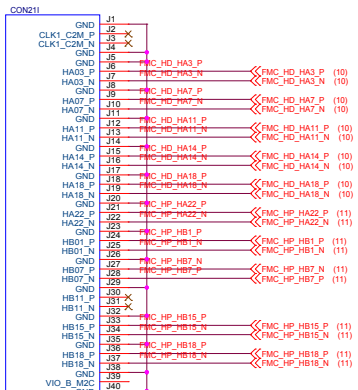 CON21I
GND J1
CLK1_C2M_P J2
CLK1_C2M_N J3
GND J4
GND J5
HA03_P J6 FMC_HD_HA3_P FMC_HD_HA3_P (10)
HA03_N J7 FMC_HD_HA3_N FMC_HD_HA3_N (10)
GND J8
HA07_P J9 FMC_HD_HA7_P FMC_HD_HA7_P (10)
HA07_N J10 FMC_HD_HA7_N FMC_HD_HA7_N (10)
GND J11
HA11_P J12 FMC_HD_HA11_P FMC_HD_HA11_P (10)
HA11_N J13 FMC_HD_HA11_N FMC_HD_HA11_N (10)
GND J14
HA14_P J15 FMC_HD_HA14_P FMC_HD_HA14_P (10)
HA14_N J16 FMC_HD_HA14_N FMC_HD_HA14_N (10)
GND J17
HA18_P J18 FMC_HD_HA18_P FMC_HD_HA18_P (10)
HA18_N J19 FMC_HD_HA18_N FMC_HD_HA18_N (10)
GND J20
HA22_P J21 FMC_HP_HA22_P FMC_HP_HA22_P (11)
HA22_N J22 FMC_HP_HA22_N FMC_HP_HA22_N (11)
GND J23
HB01_P J24 FMC_HP_HB1_P FMC_HP_HB1_P (11)
HB01_N J25 FMC_HP_HB1_N FMC_HP_HB1_N (11)
GND J26
HB07_P J27 FMC_HP_HB7_N FMC_HP_HB7_N (11)
HB07_N J28 FMC_HP_HB7_P FMC_HP_HB7_P (11)
GND J29
HB11_P J30
HB11_N J31
GND J32
HB15_P J33 FMC_HP_HB15_P FMC_HP_HB15_P (11)
HB15_N J34 FMC_HP_HB15_N FMC_HP_HB15_N (11)
GND J35
HB18_P J36 FMC_HP_HB18_P FMC_HP_HB18_P (11)
HB18_N J37 FMC_HP_HB18_N FMC_HP_HB18_N (11)
GND J38
VIO_B_M2C J39
J40